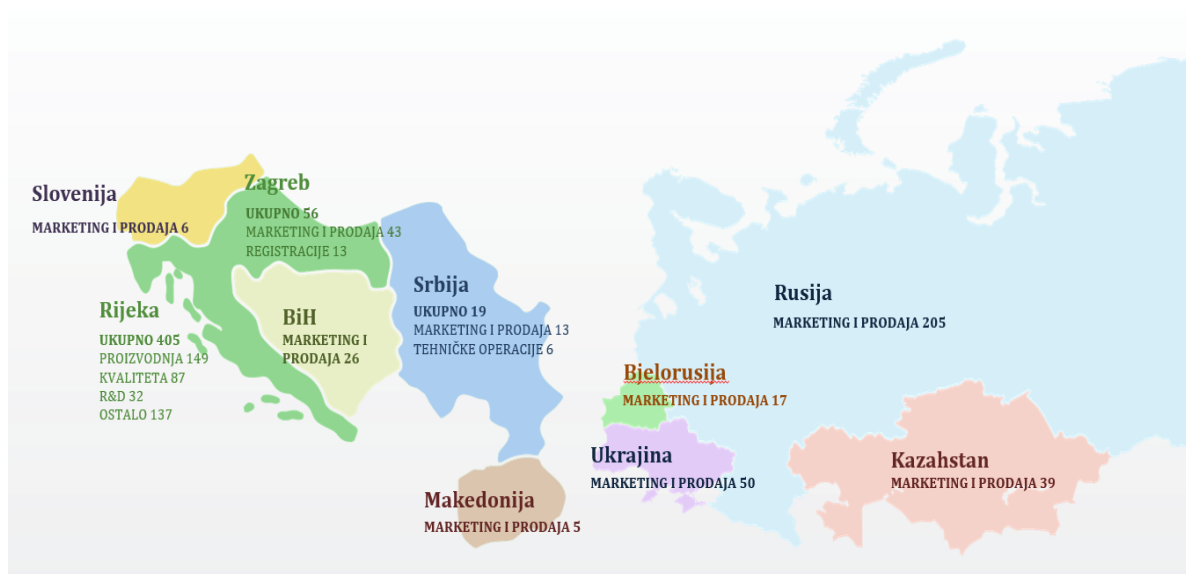 Slovenija
MARKETING I PRODAJA 6
Zagreb
UKUPNO 56
MARKETING I PRODAJA 43
REGISTRACIJE 13
Rijeka
UKUPNO 405
PROIZVODNJA 149
KVALITETA 87
R&D 32
OSTALO 137
BiH
MARKETING I
PRODAJA 26
Srbija
UKUPNO 19
MARKETING I PRODAJA 13
TEHNIČKE OPERACIJE 6
Makedonija
MARKETING I PRODAJA 5
Rusija
MARKETING I PRODAJA 205
Bjelorusija
MARKETING I PRODAJA 17
Ukrajina
MARKETING I PRODAJA 50
Kazahstan
MARKETING I PRODAJA 39